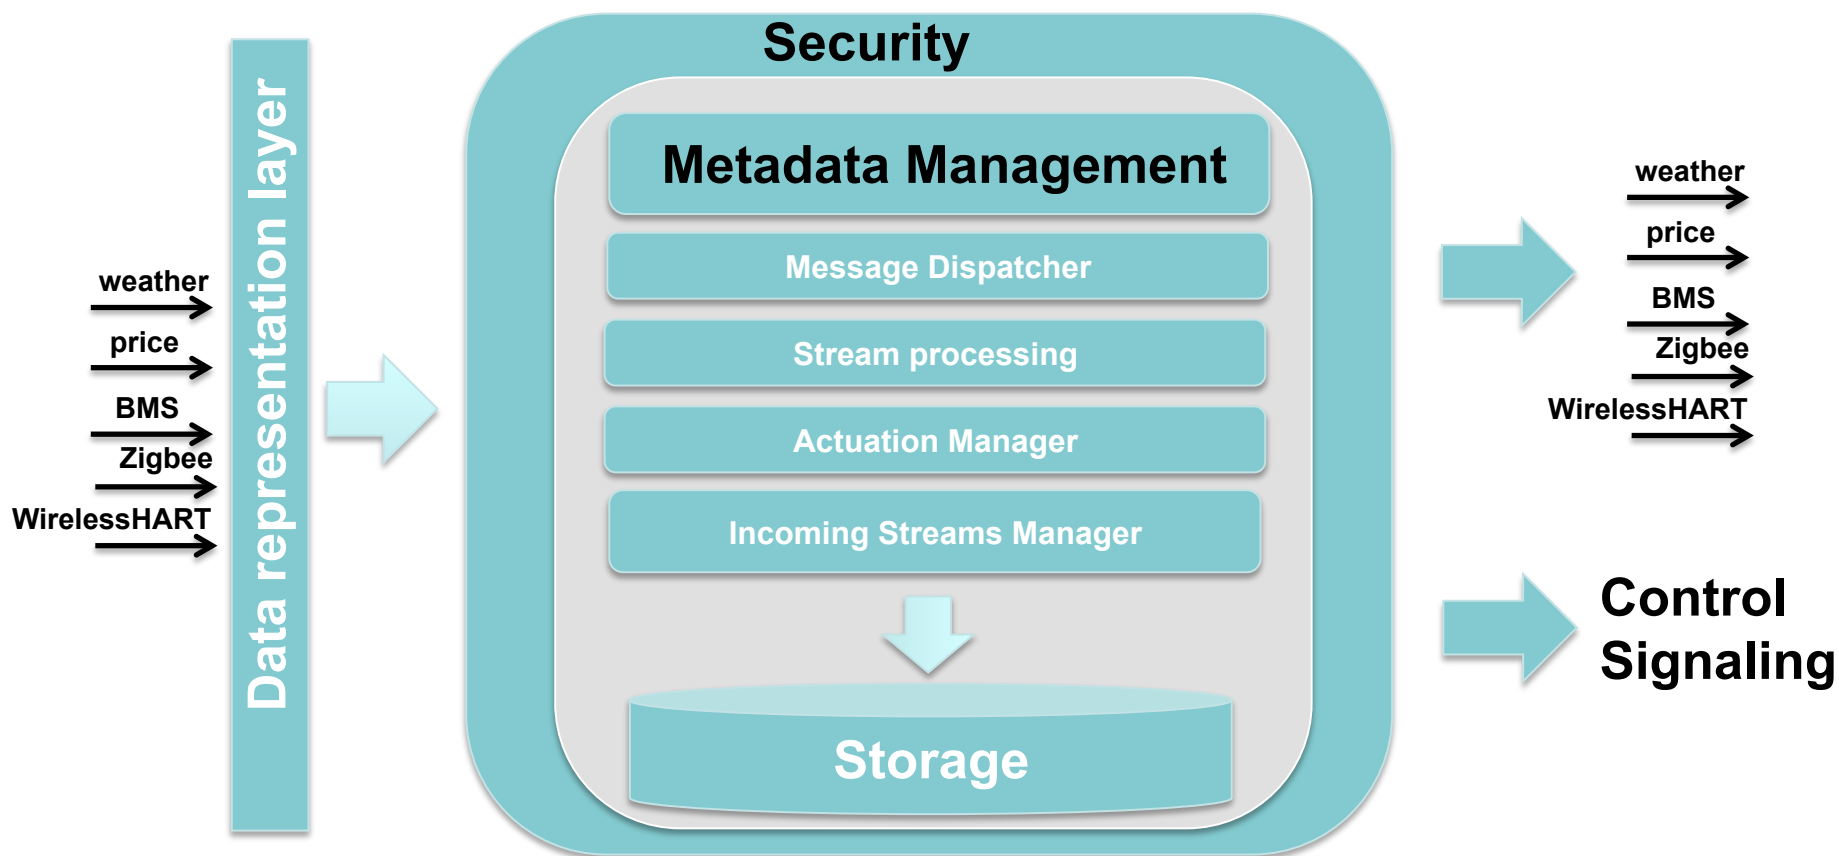 weather
price
BMS
Zigbee
WirelessHART
Data representation layer
Security
Metadata Management
Message Dispatcher
Stream processing
Actuation Manager
Incoming Streams Manager
Storage
weather
price
BMS
Zigbee
WirelessHART
Control
Signaling